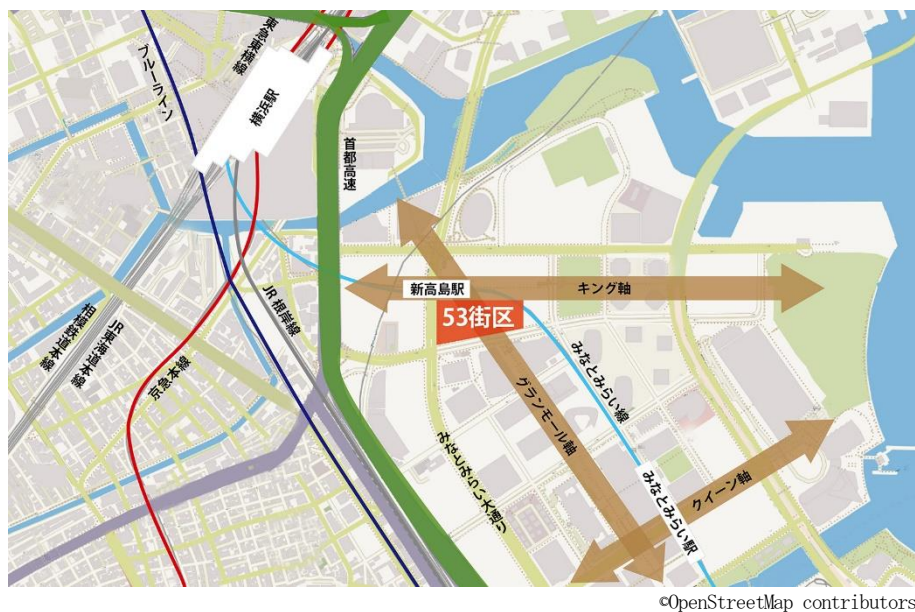 東急東横線
ブルーライン
横浜駅
首都高速
新高島駅
キング軸
53街区
JR 根岸線
相模鉄道本線
JR 東海道本線
京急本線
みなとみらい線
グランモール軸
みなとみらい大通り
クイーン軸
みなとみらい駅
©OpenStreetMap contributors